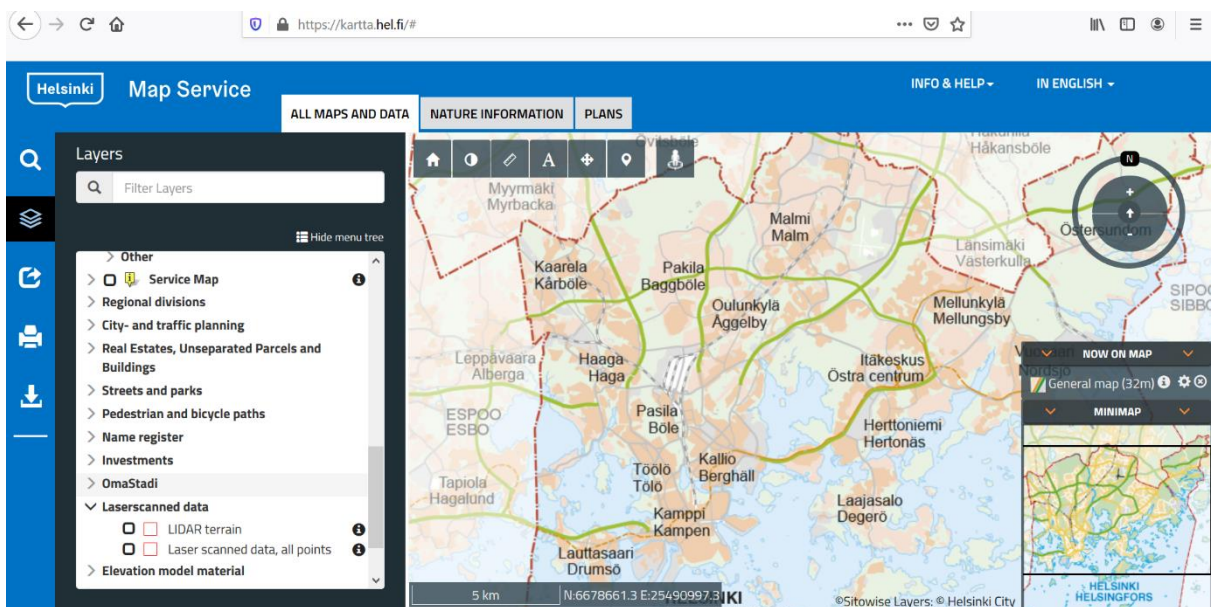 https://kartta.hel.fi/#
Helsinki
Map Service
INFO & HELP
IN ENGLISH
ALL MAPS AND DATA
NATURE INFORMATION
PLANS
Layers
Filter Layers
Hide menu tree
Other
Service Map
Regional divisions
City- and traffic planning
Real Estates, Unseparated Parcels and
Buildings
Streets and parks
Pedestrian and bicycle paths
Name register
Investments
OmaStadi
Laserscanned data
LIDAR terrain
Laser scanned data, all points
Elevation model material
A
N
Håkansböle
Myyrmäki
Myrbacka
Malmi
Malm
Östersundom
Länsimäki
Västerkulla
Kaarela
Kårböle
Pakila
Baggböle
SIPOO
SIBBO
Oulunkylä
Åggelby
Mellunkylä
Mellungsby
Leppävaara
Alberga
Haaga
Haga
Itäkeskus
Östra centrum
NOW ON MAP
General map (32m)
MINIMAP
ESPOO
ESBO
Pasila
Böle
Herttoniemi
Hertonäs
Kallio
Berghäll
Töölö
Tölö
Tapiola
Hagalund
Laajasalo
Degerö
Kamppi
Kampen
Lauttasaari
Drumsö
5 km
N:6678661.3 E:25490997.3
©Sitowise Layers: © Helsinki City
HELSINKI
HELSINGFORS